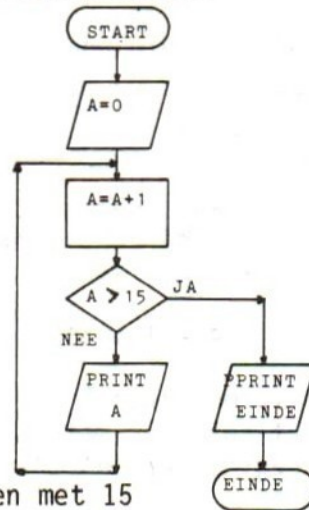 START
A=0
A=A+1
A > 15
JA
NEE
PRINT
A
PPRINT
EINDE
EINDE
en met 15